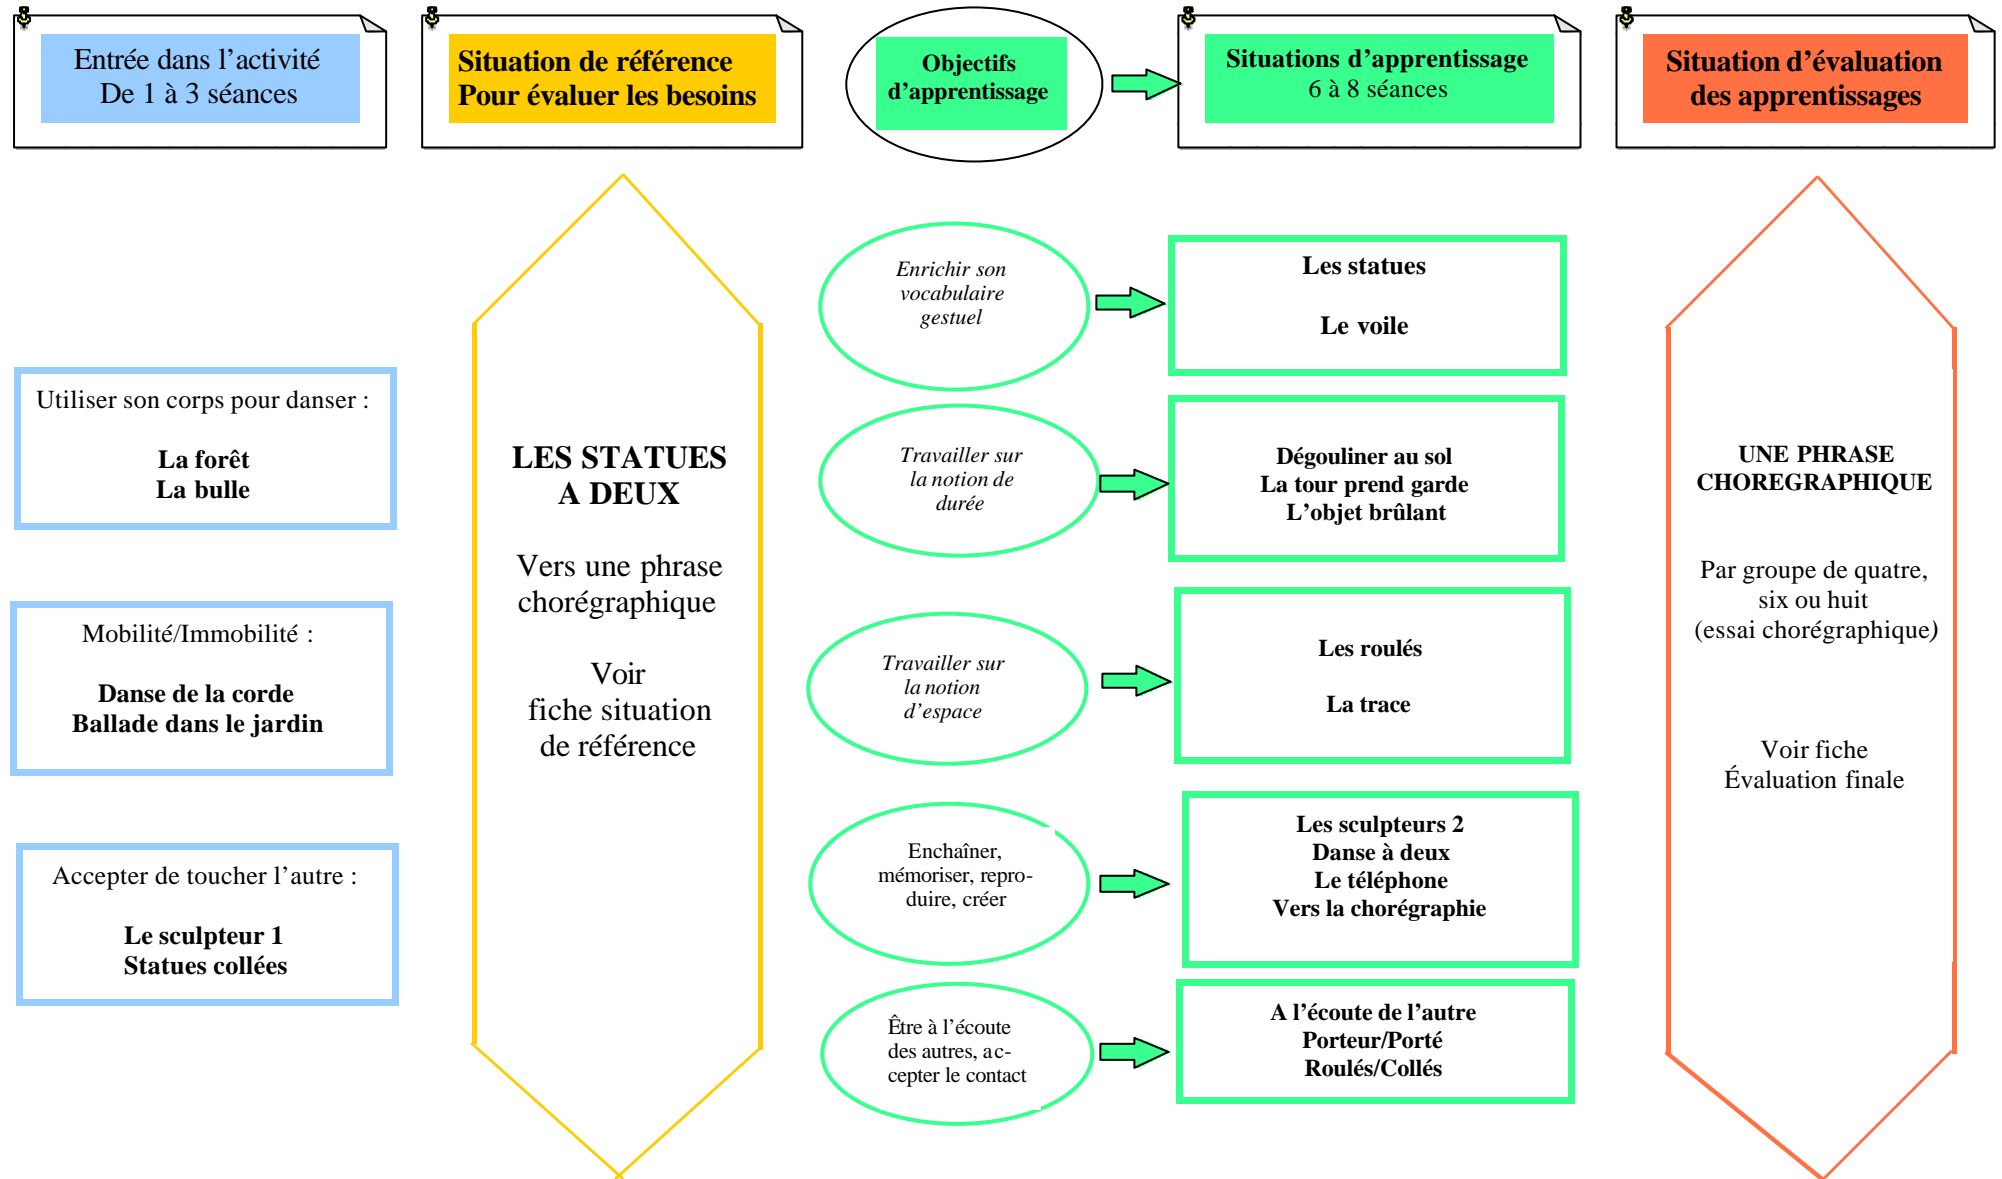 Entrée dans l'activité
De 1 à 3 séances
Situation de référence
Pour évaluer les besoins
Objectifs
d'apprentissage
Situations d'apprentissage
6 à 8 séances
Situation d'évaluation
des apprentissages
Utiliser son corps pour danser :
La forêt
La bulle
Mobilité/Immobilité :
Danse de la corde
Ballade dans le jardin
Accepter de toucher l'autre :
Le sculpteur 1
Statues collées
LES STATUES
A DEUX
Vers une phrase
chorégraphique
Voir
fiche situation
de référence
Enrichir son
vocabulaire
gestuel
Les statues
Le voile
Travailler sur
la notion de
durée
Dégouliner au sol
La tour prend garde
L'objet brûlant
Travailler sur
la notion
d'espace
Les roulés
La trace
Enchaîner,
mémoriser, repro-
duire, créer
Les sculpteurs 2
Danse à deux
Le téléphone
Vers la chorégraphie
Être à l'écoute
des autres, ac-
cepter le contact
A l'écoute de l'autre
Porteur/Porté
Roulés/Collés
UNE PHRASE
CHOREGRAPHIQUE
Par groupe de quatre,
six ou huit
(essai chorégraphique)
Voir fiche
Évaluation finale